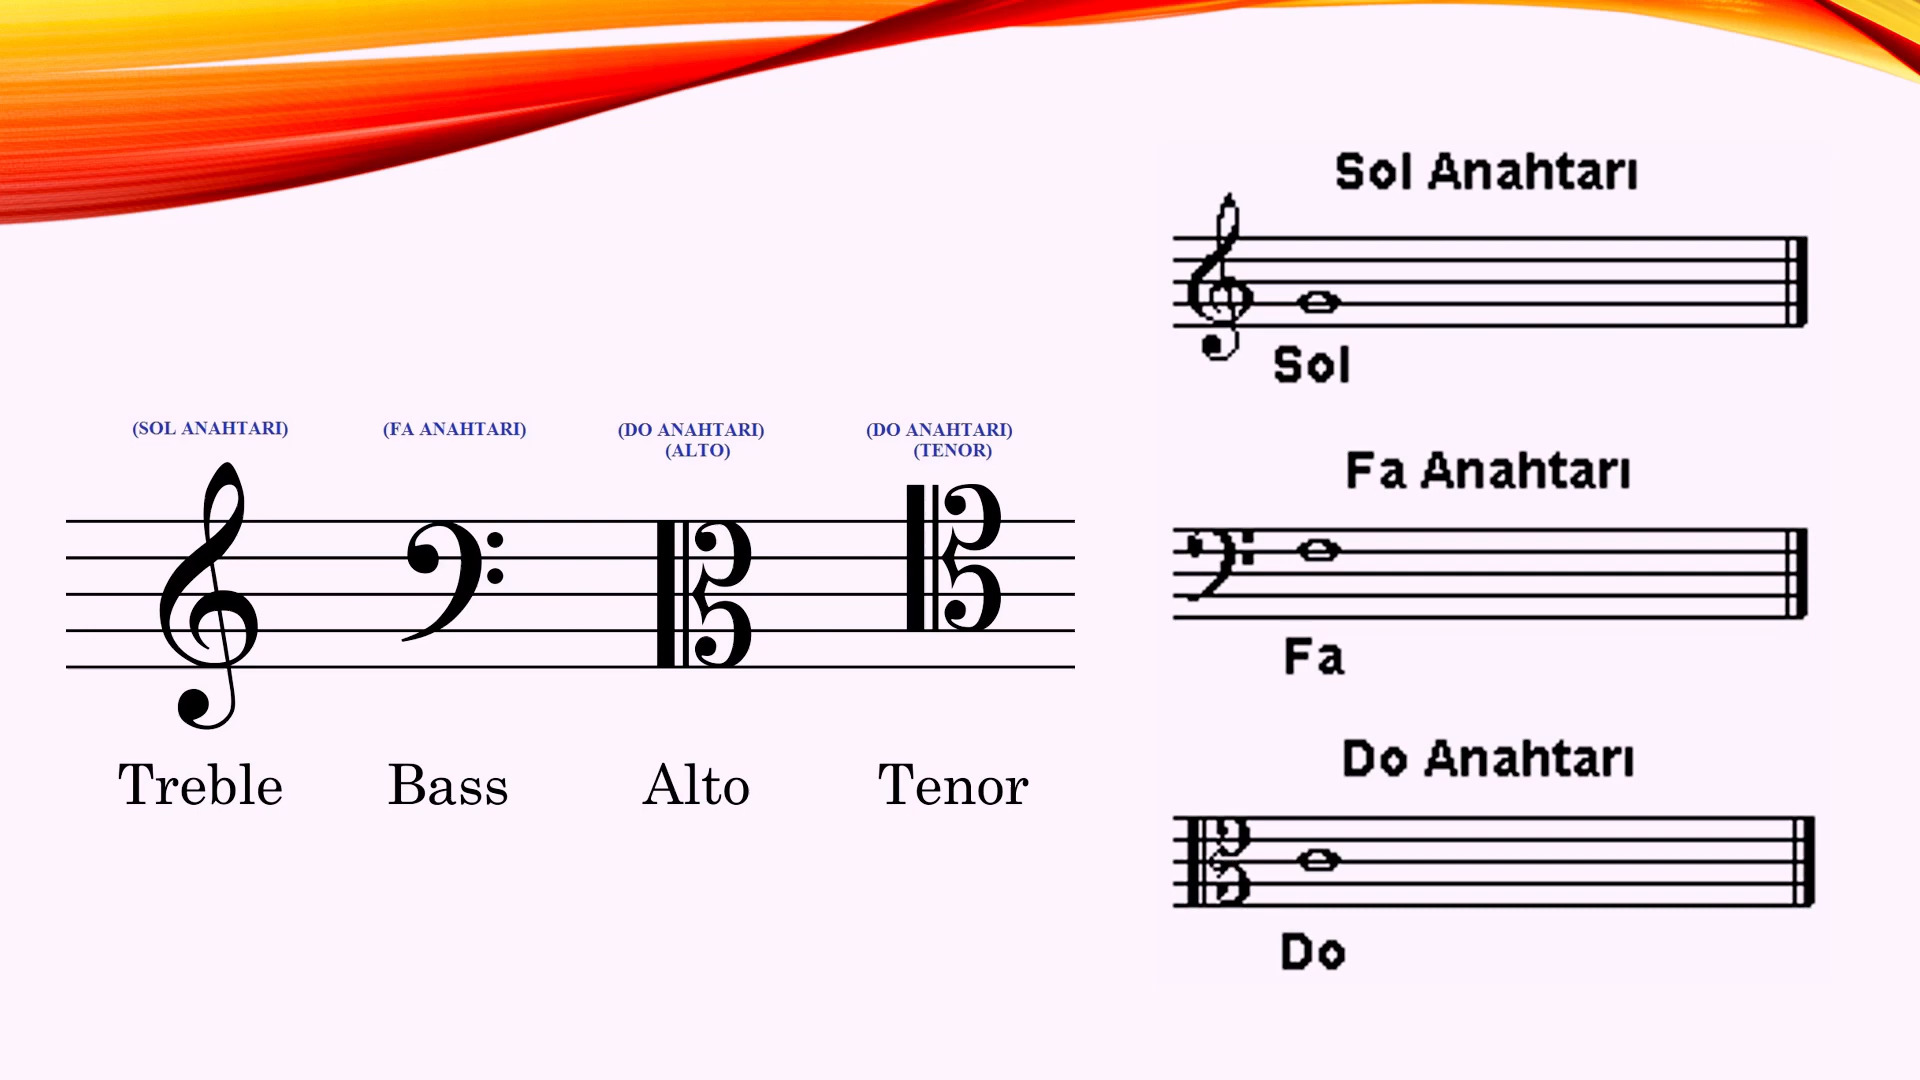 (SOL ANAHTARI)
(FA ANAHTARI)
(DO ANAHTARI)
(ALTO)
(DO ANAHTARI)
(TENOR)
Treble
Bass
Alto
Tenor
Sol Anahtarı
Sol
Fa Anahtarı
Fa
Do Anahtarı
Do